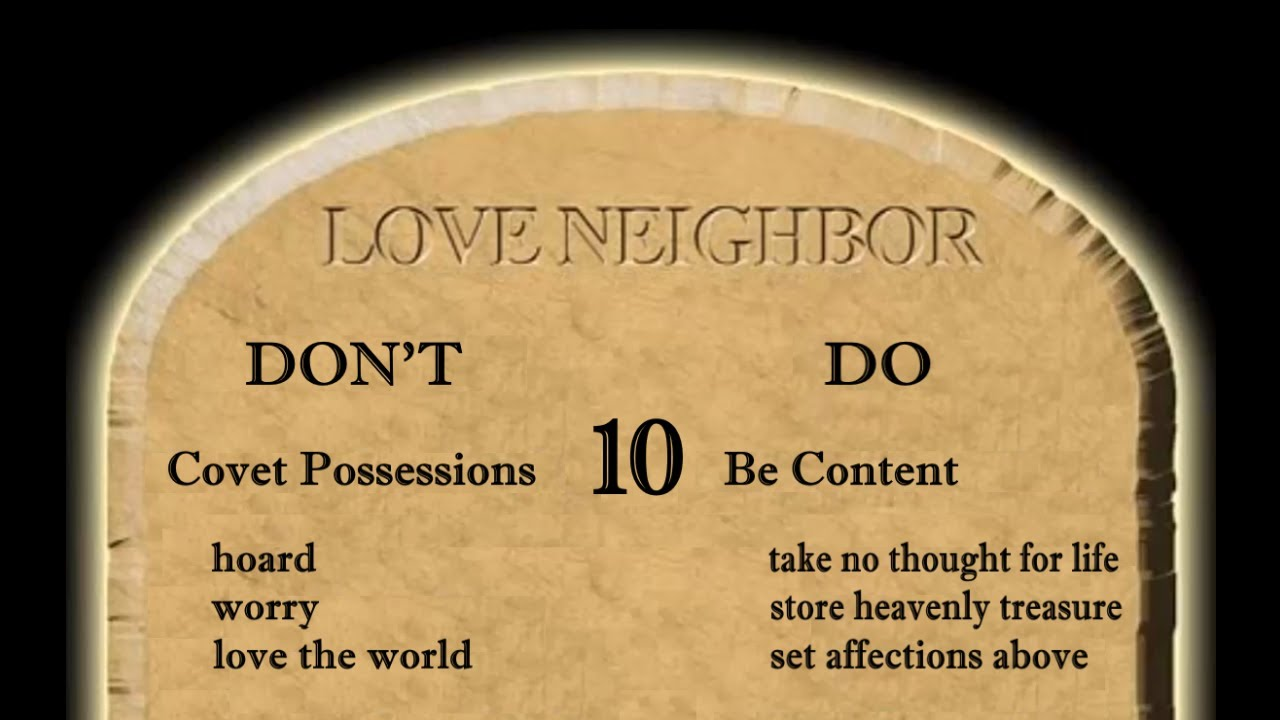 LOVE NEIGHBOR
DON'T DO
Covet Possessions 10 Be Content
hoard take no thought for life
worry store heavenly treasure
love the world set affections above